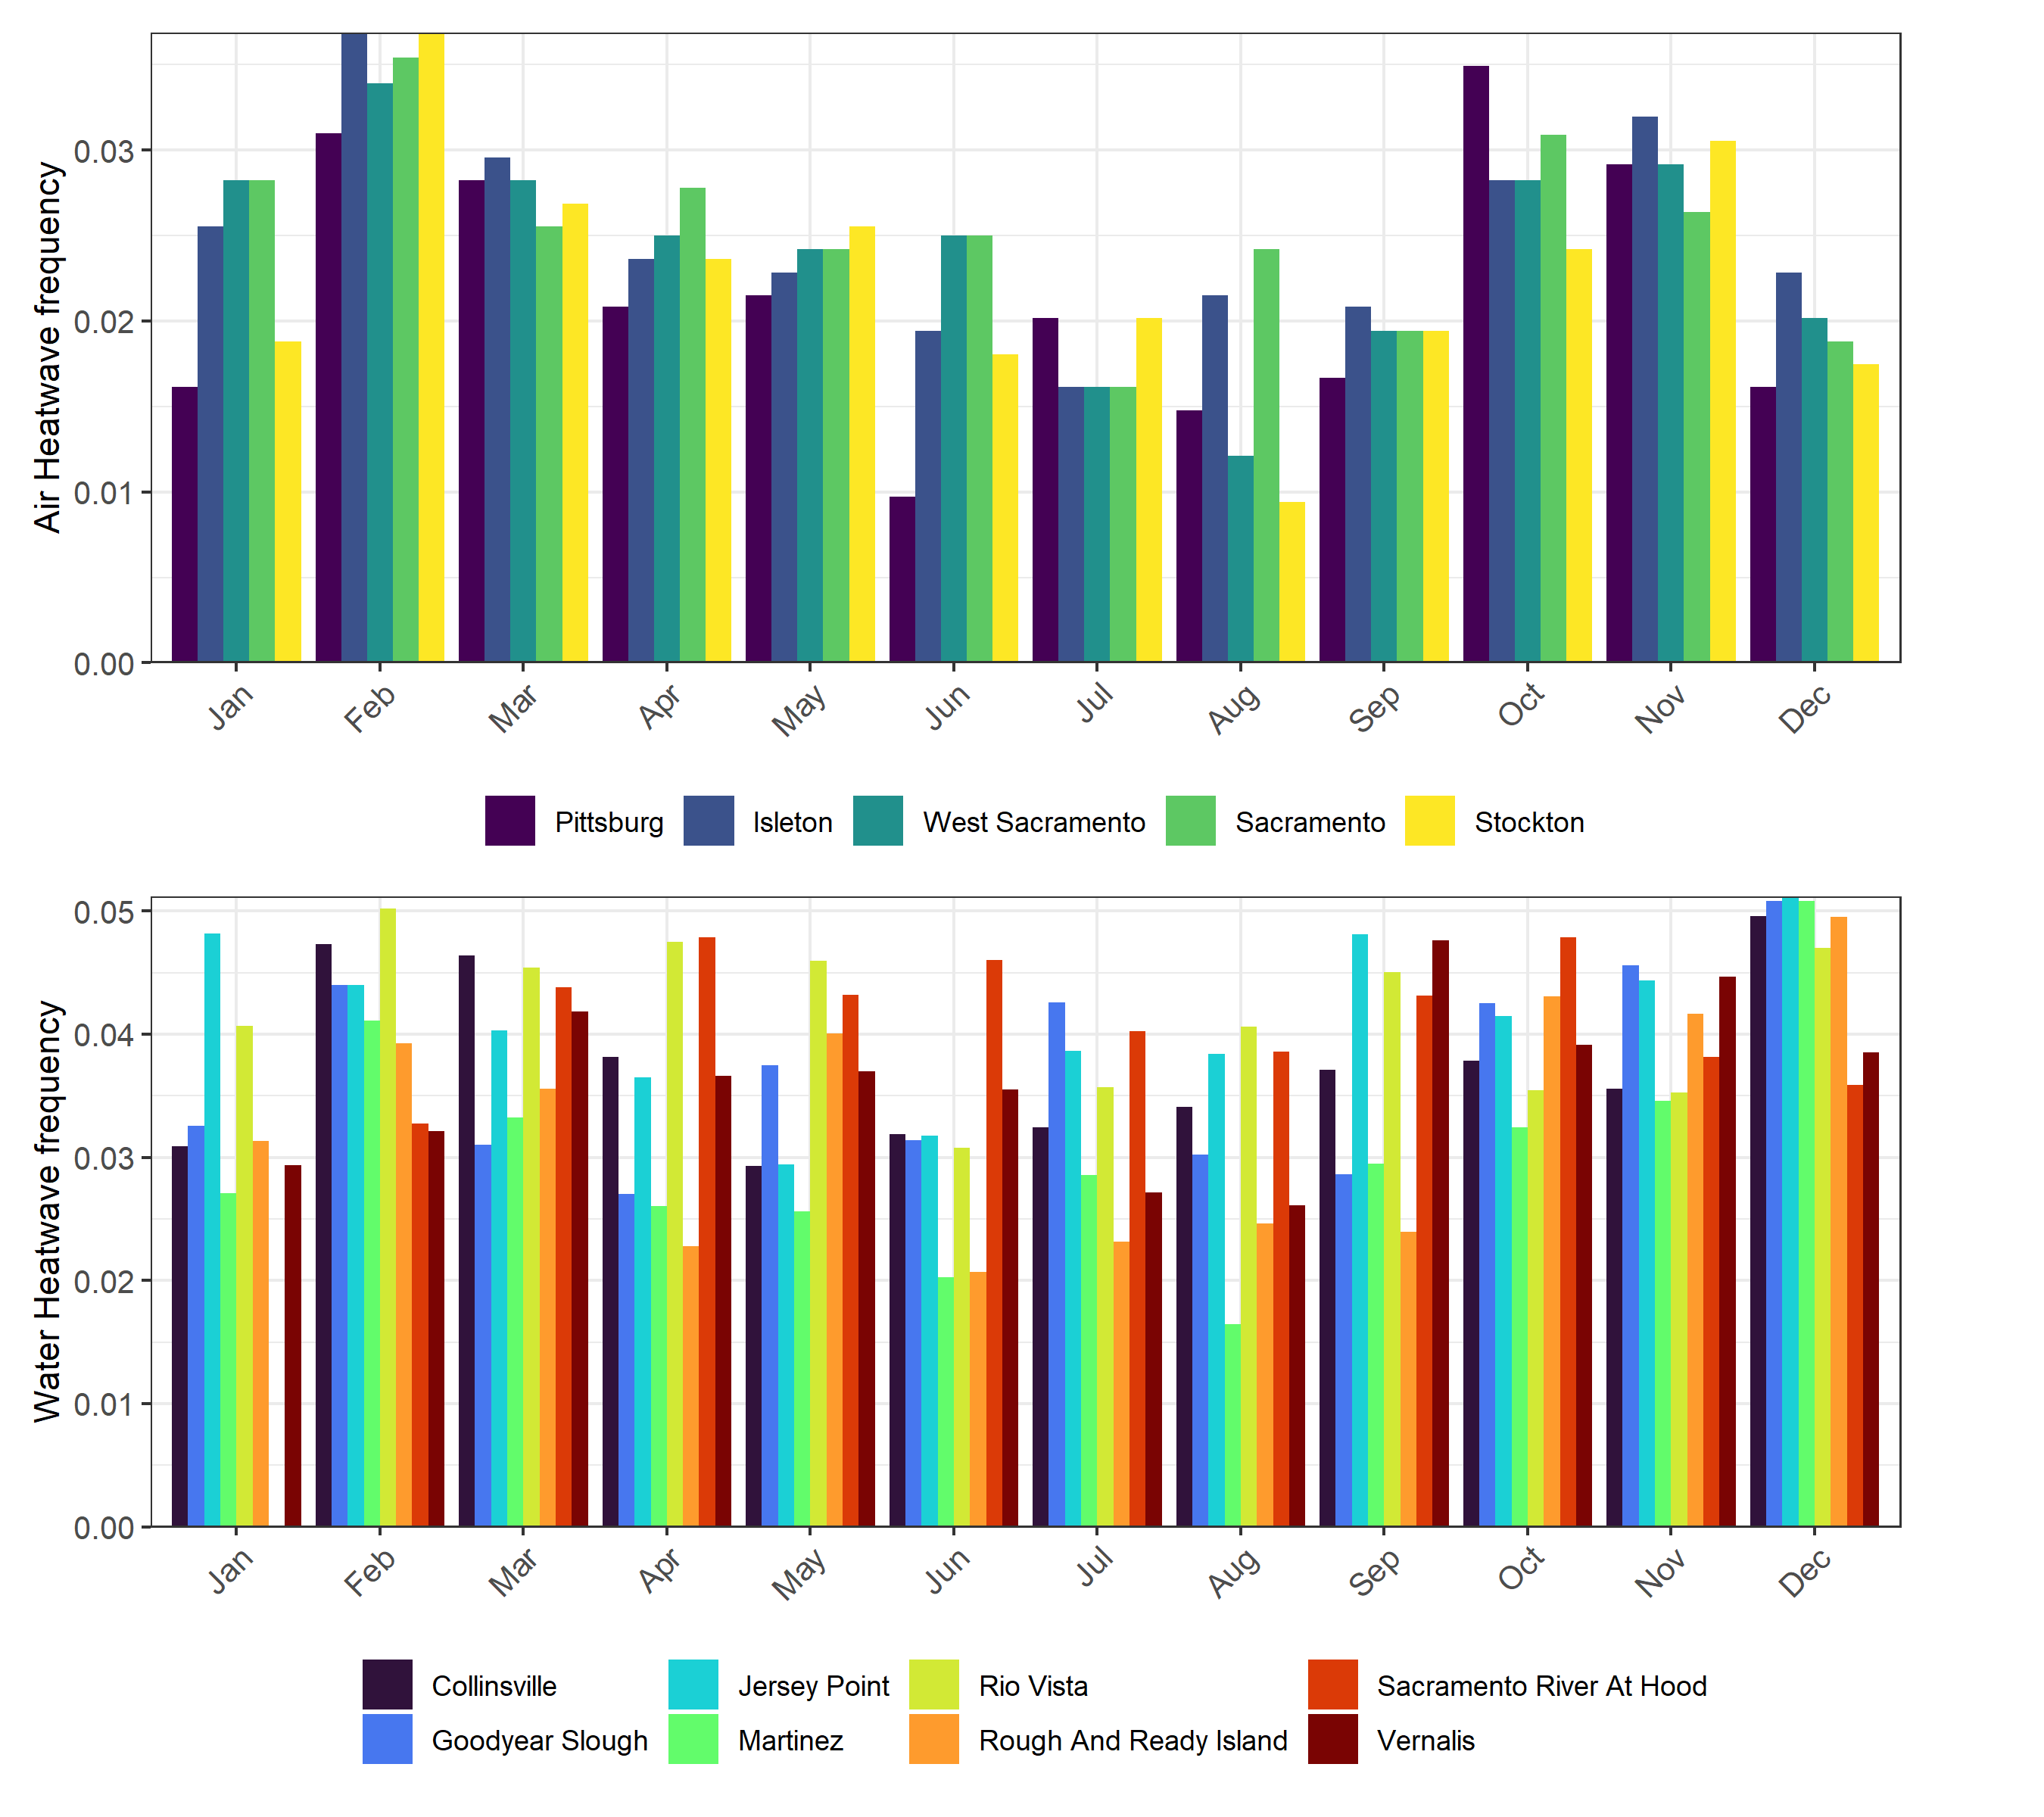 Air Heatwave frequency
0.03
0.02
0.01
0.00
Jan Feb Mar Apr May Jun Jul Aug Sep Oct Nov Dec
Pittsburg Isleton West Sacramento Sacramento Stockton
Water Heatwave frequency
0.05
0.04
0.03
0.02
0.01
0.00
Jan Feb Mar Apr May Jun Jul Aug Sep Oct Nov Dec
Collinsville Jersey Point Rio Vista Sacramento River At Hood
Goodyear Slough Martinez Rough And Ready Island Vernalis